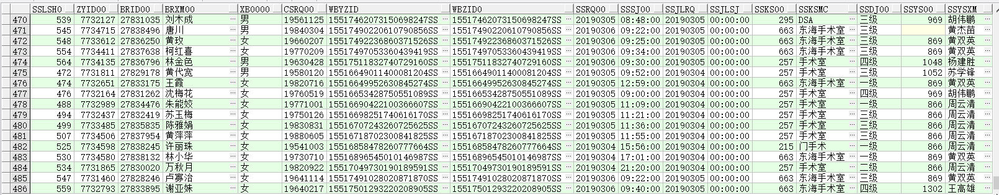 SSLSH0 ZYID00 BRID00 BRXM00 XB0000 CSRQ00 WBYZID WBZID0 SSRQ00 SSSJ00 SSJLRQ SSJLSJ SSKS00 SSKSMC SSDJ00 SSYS00 SSYSXM
470 539 7732127 27831035 刘木成 … 男 19561125 15517462073150698247SS … 15517462073150698247SS … 20190305 08:48:00 20190305 00:00:00 295 DSA … 三级 969 胡伟鹏 …
471 545 7734715 27838496 唐川 … 男 19840304 15517490220610790856SS … 15517490220610790856SS … 20190306 09:22:00 20190305 00:00:00 663 东海手术室 … 三级 黄杰苗 …
472 548 7733612 27836250 黄玫 … 女 19660207 15517492236860371526SS … 15517492236860371526SS … 20190306 09:25:00 20190305 00:00:00 663 东海手术室 … 三级 869 黄双英 …
473 554 7734411 27837638 柯红喜 … 女 19770209 15517497053360439419SS … 15517497053360439419SS … 20190306 09:34:00 20190305 00:00:00 663 东海手术室 … 三级 869 黄双英 …
474 564 7734135 27836796 林金色 … 男 19630428 15517511832740729160SS … 15517511832740729160SS … 20190306 09:30:00 20190305 00:00:00 257 手术室 … 四级 1048 杨建胜 …
475 472 7731811 27829178 黄代宽 … 男 19580120 15516649011400081204SS … 15516649011400081204SS … 20190305 09:52:00 20190304 00:00:00 257 手术室 … 三级 1052 苏学锋 …
476 474 7732651 27833175 王霞 … 女 19820716 15516649952630845274SS … 15516649952630845274SS … 20190305 12:59:00 20190304 00:00:00 663 东海手术室 … 一级 869 黄双英 …
477 476 7732164 27831262 沈梅花 … 女 19760519 15516653428750551089SS … 15516653428750551089SS … 20190305 09:00:00 20190304 00:00:00 257 手术室 … 四级 969 胡伟鹏 …
478 488 7732989 27834476 朱能姣 … 女 19771001 15516690422100366607SS … 15516690422100366607SS … 20190305 11:09:00 20190304 00:00:00 257 手术室 … 一级 866 周云清 …
479 494 7732437 27832419 苏玉梅 … 女 19750126 15516698251740616170SS … 15516698251740616170SS … 20190305 11:21:00 20190304 00:00:00 257 手术室 … 三级 866 周云清 …
480 499 7733485 27835835 陈雅娟 … 女 19830831 15516707243260725625SS … 15516707243260725625SS … 20190305 11:36:00 20190304 00:00:00 257 手术室 … 一级 866 周云清 …
481 507 7734506 27837954 黄萍萍 … 女 19880605 15516718702300841825SS … 15516718702300841825SS … 20190305 11:55:00 20190304 00:00:00 257 手术室 … 三级 866 周云清 …
482 525 7734598 27838245 许丽珠 … 女 19541003 15516858478260777664SS … 15516858478260777664SS … 20190304 15:56:00 20190304 00:00:00 215 门手术 … 一级 866 周云清 …
483 530 7734580 27838132 林小华 … 女 19730710 15516896545010146987SS … 15516896545010146987SS … 20190304 17:01:00 20190304 00:00:00 663 东海手术室 … 一级 869 黄双英 …
484 534 7731865 27830020 万秋月 … 女 19820922 15517049730190189591SS … 15517049730190189591SS … 20190304 21:20:00 20190304 00:00:00 257 手术室 … 二级 866 周云清 …
485 547 7731460 27828246 卢募治 … 女 19641114 15517491028020871870SS … 15517491028020871870SS … 20190306 09:22:00 20190305 00:00:00 663 东海手术室 … 三级 869 黄双英 …
486 559 7732793 27833895 谢亚妹 … 女 19640217 15517501293220208905SS … 15517501293220208905SS … 20190306 09:40:00 20190305 00:00:00 663 东海手术室 … 四级 1302 王高雄 …